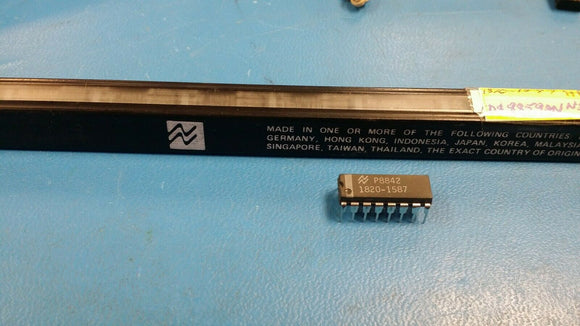 MADE IN ONE OR MORE OF THE FOLLOWING COUNTRIES
GERMANY, HONG KONG, INDONESIA, JAPAN, KOREA, MALAYSIA
SINGAPORE, TAIWAN, THAILAND, THE EXACT COUNTRY OF ORIGIN
P8842
1820-1587